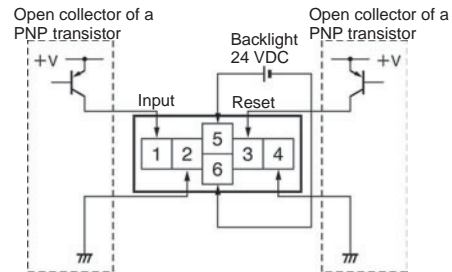 Open collector of a
PNP transistor
Open collector of a
PNP transistor
Backlight
24 VDC
+V
+V
Input
Reset
5
1 2 3 4
6